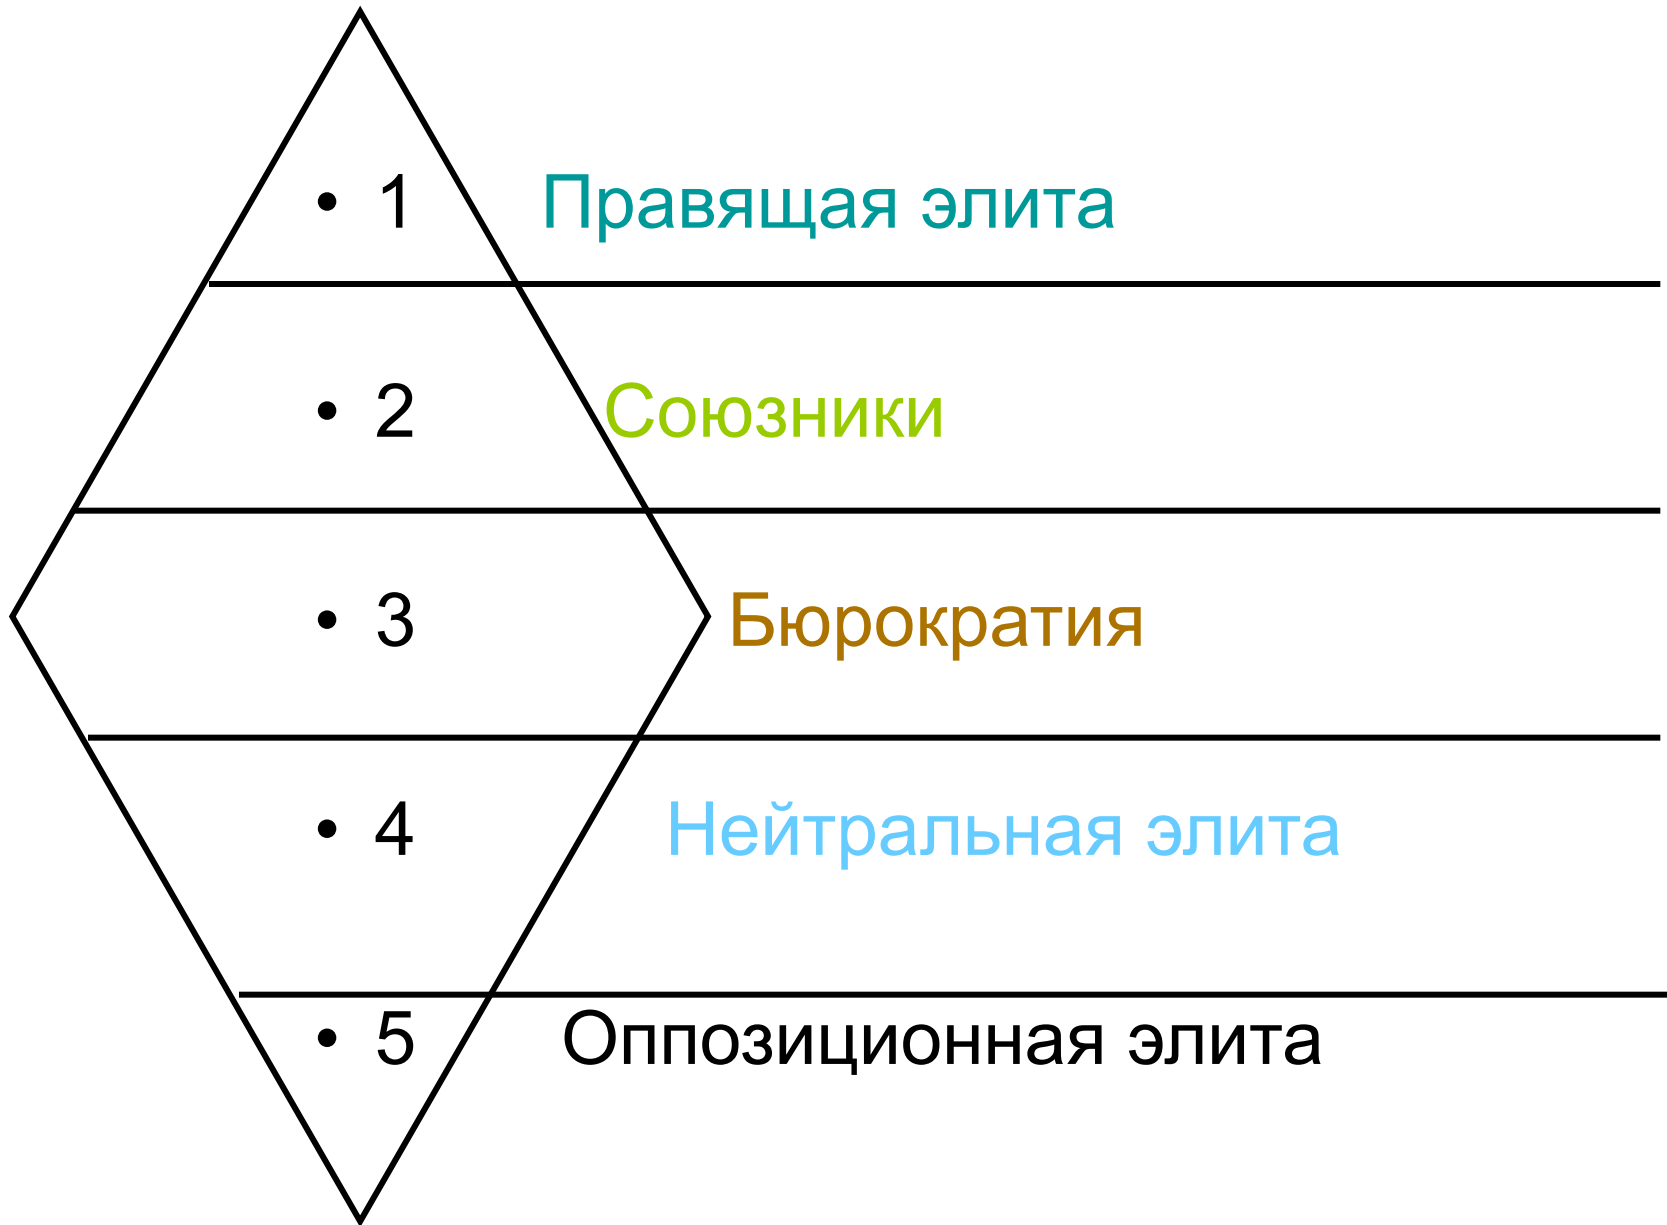 • 1 Правящая элита
• 2 Союзники
• 3 Бюрократия
• 4 Нейтральная элита
• 5 Оппозиционная элита